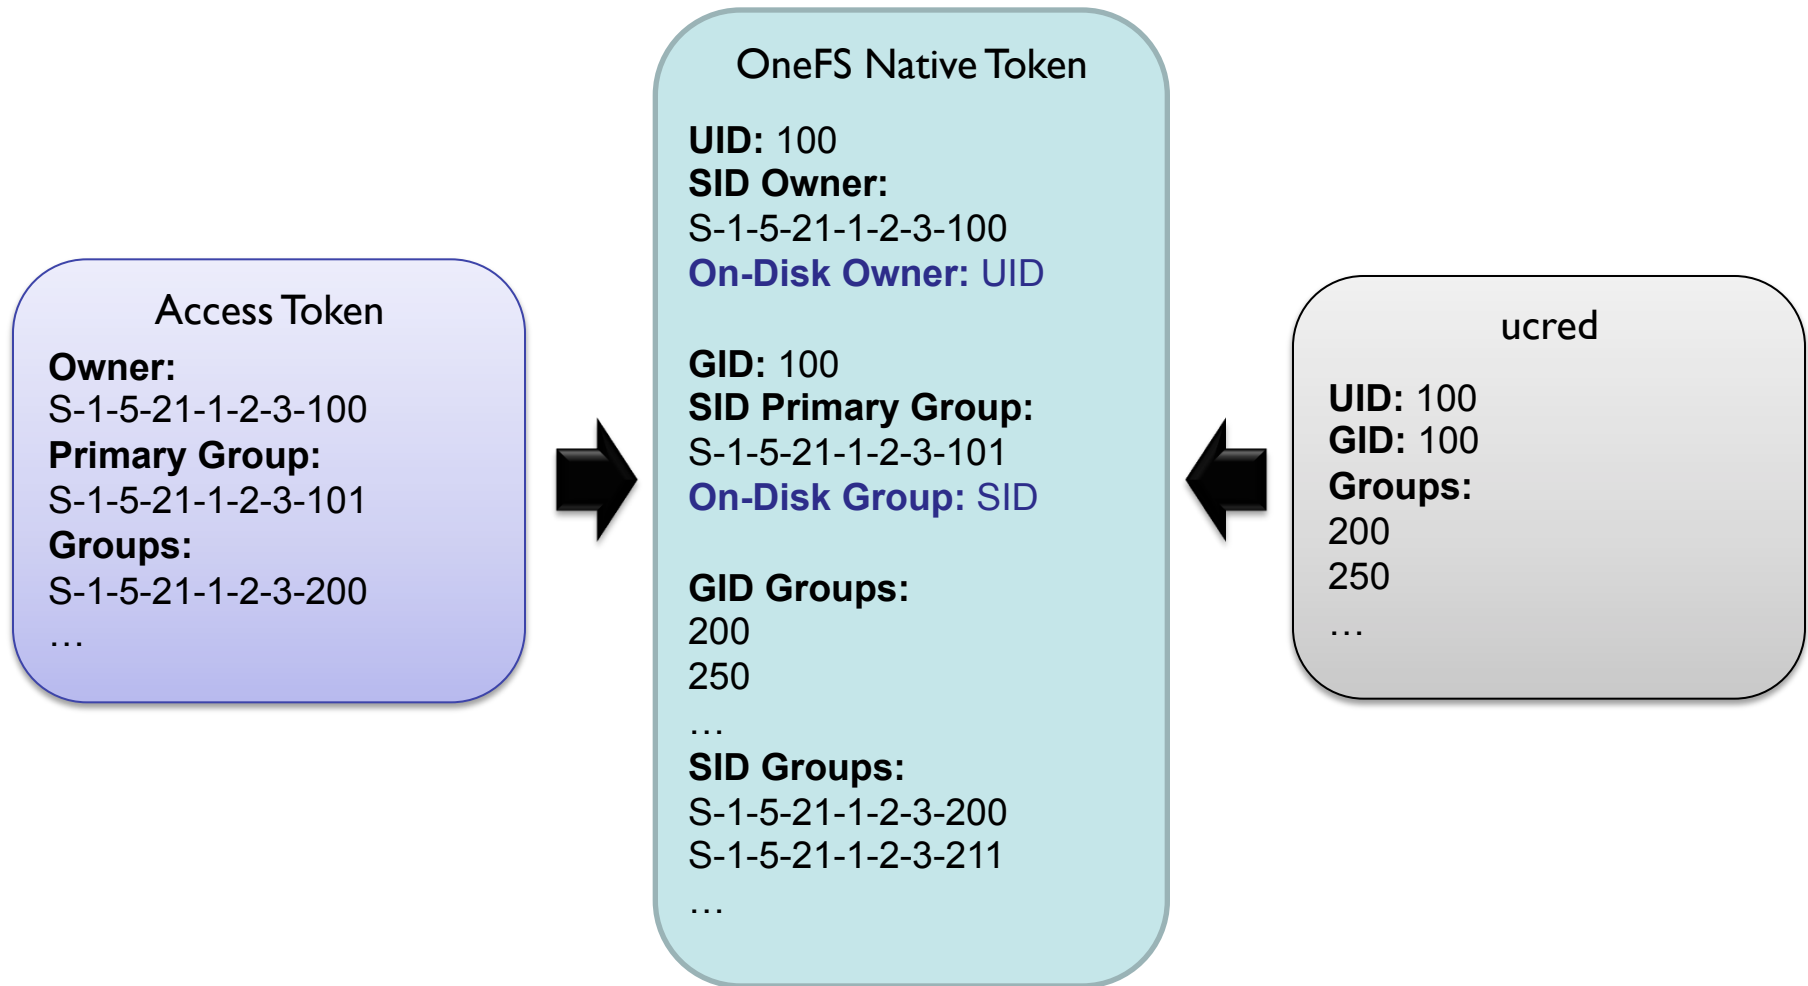 Access Token
Owner:
S-1-5-21-1-2-3-100
Primary Group:
S-1-5-21-1-2-3-101
Groups:
S-1-5-21-1-2-3-200
…
OneFS Native Token
UID: 100
SID Owner:
S-1-5-21-1-2-3-100
On-Disk Owner: UID
GID: 100
SID Primary Group:
S-1-5-21-1-2-3-101
On-Disk Group: SID
GID Groups:
200
250
…
SID Groups:
S-1-5-21-1-2-3-200
S-1-5-21-1-2-3-211
…
ucred
UID: 100
GID: 100
Groups:
200
250
…